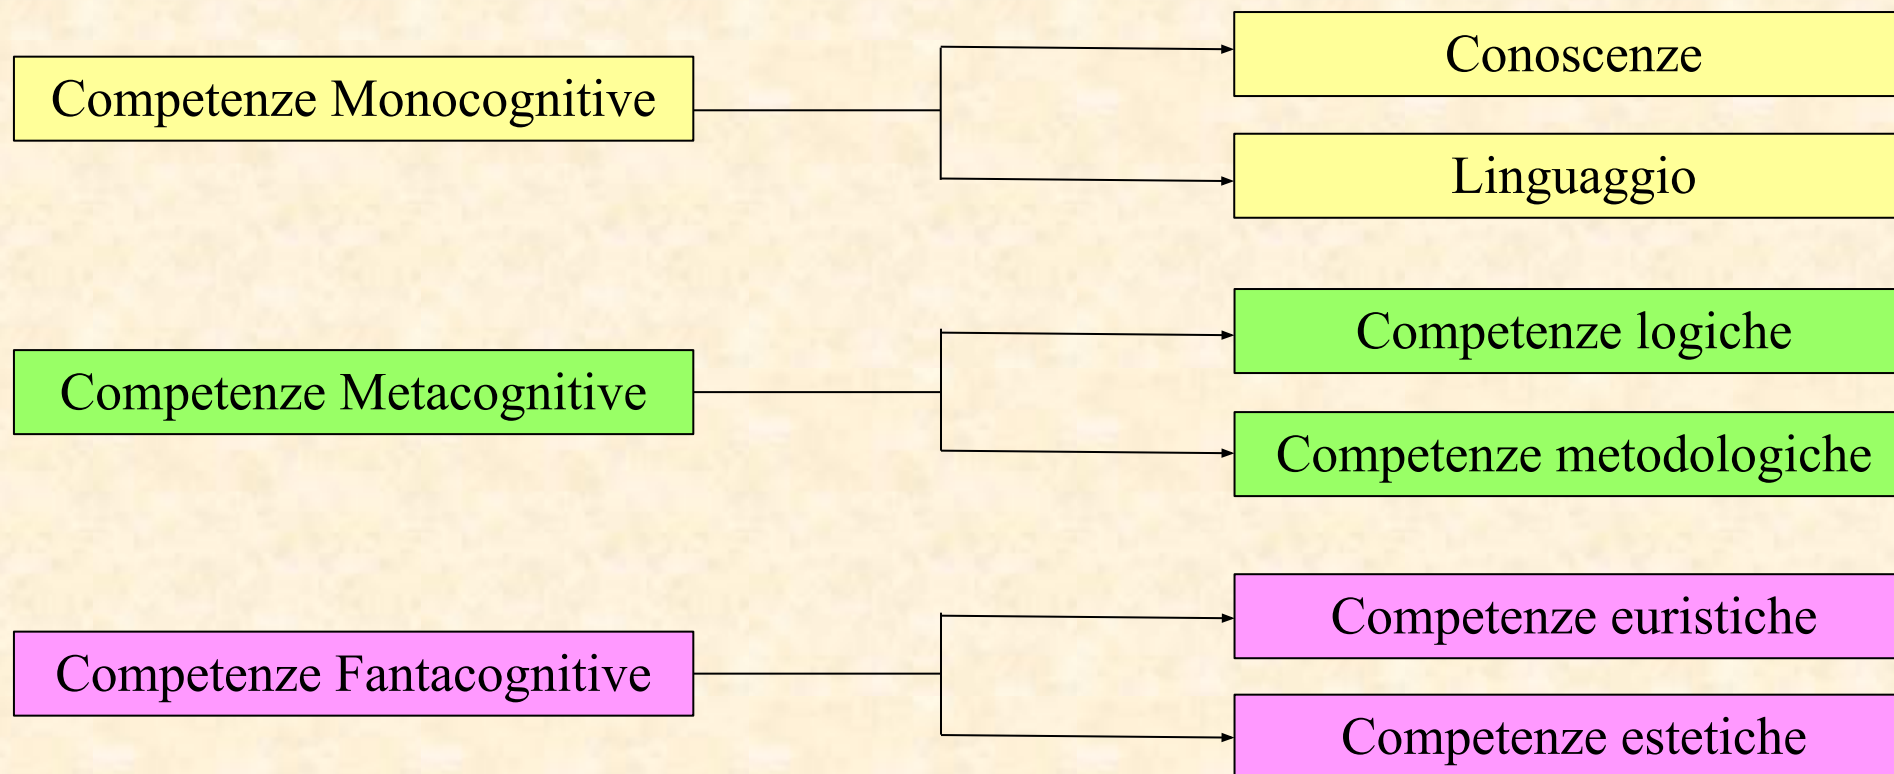 Competenze Monocognitive
Conoscenze
Linguaggio
Competenze Metacognitive
Competenze logiche
Competenze metodologiche
Competenze Fantacognitive
Competenze euristiche
Competenze estetiche